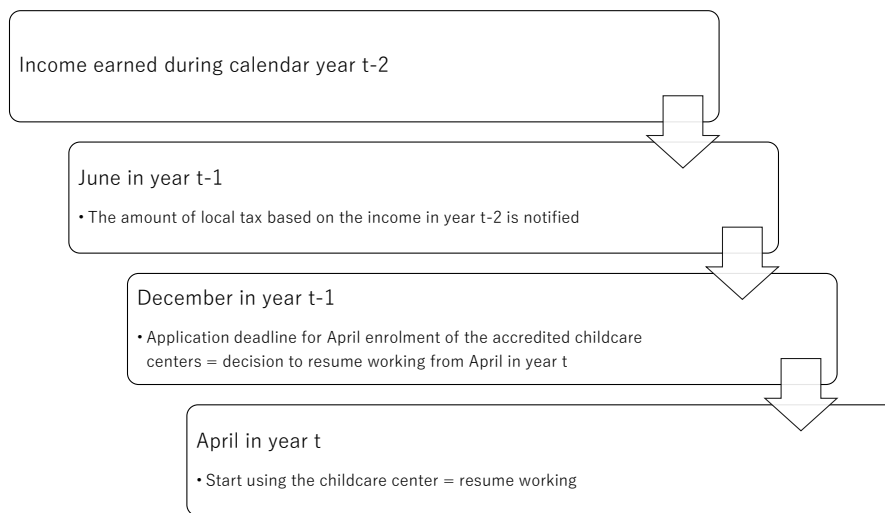 Income earned during calendar year t-2
June in year t-1
• The amount of local tax based on the income in year t-2 is notified
December in year t-1
• Application deadline for April enrolment of the accredited childcare
centers = decision to resume working from April in year t
April in year t
• Start using the childcare center = resume working